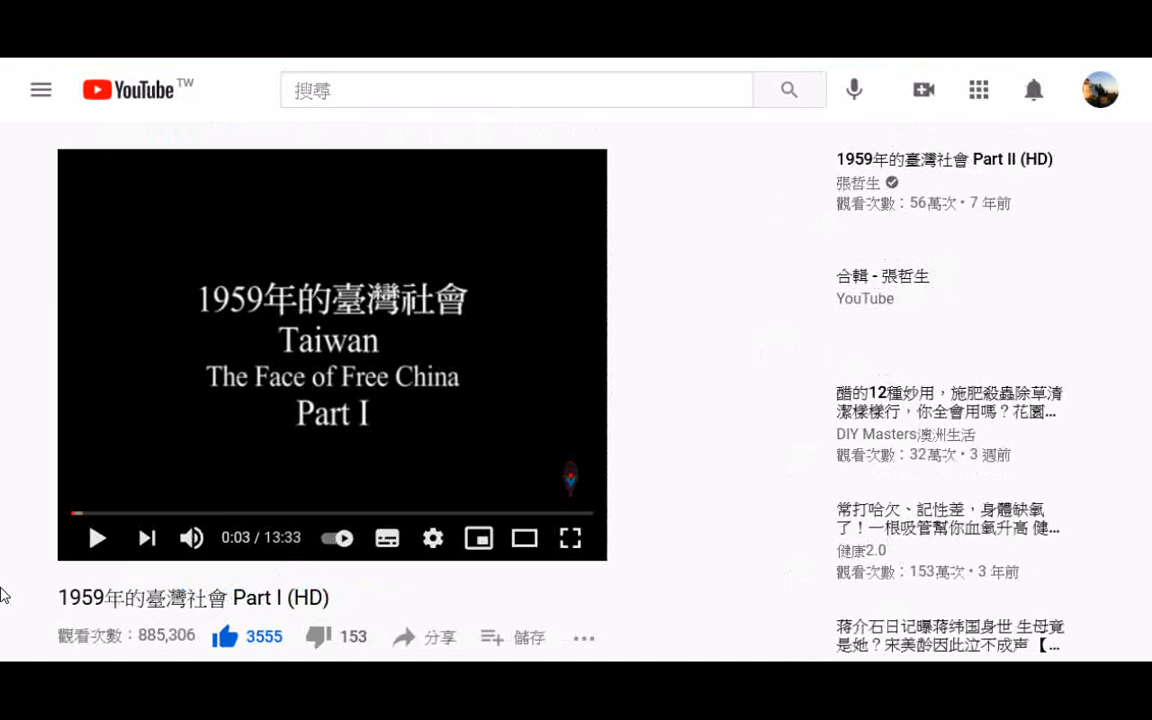 YouTube TW
搜尋
1959年的臺灣社會
Taiwan
The Face of Free China
Part I
0:03 / 13:33
1959年的臺灣社會 Part I (HD)
觀看次數：885,306
3555
153
分享
儲存
1959年的臺灣社會 Part II (HD)
張哲生
觀看次數：56萬次・7 年前
合輯 - 張哲生
YouTube
醋的12種妙用，施肥殺蟲除草清
潔樣樣行，你全會用嗎？花園...
DIY Masters澳洲生活
觀看次數：32萬次・3 週前
常打哈欠、記性差，身體缺氧
了！一根吸管幫你血氧升高 健...
健康2.0
觀看次數：153萬次・3 年前
蒋介石日记曝蒋纬国身世 生母竟
是她？宋美龄因此泣不成声 【...